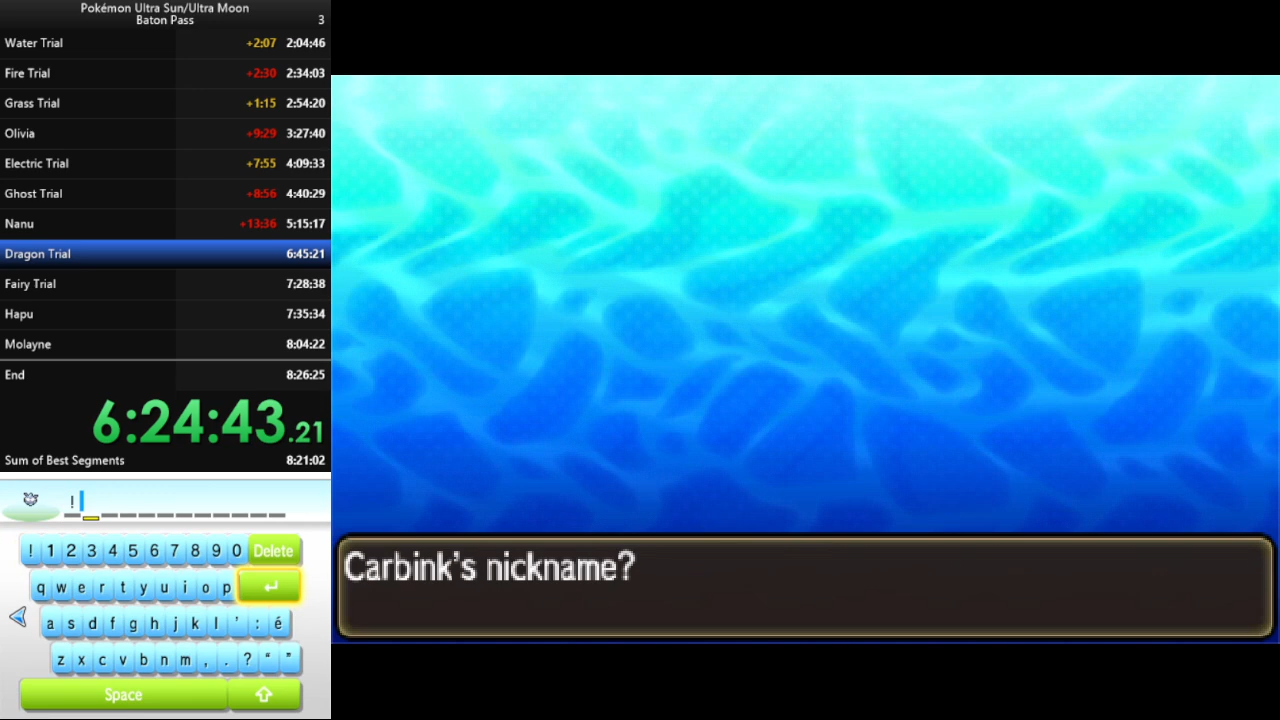 Pokémon Ultra Sun/Ultra Moon
Baton Pass 3
Water Trial +2:07 2:04:46
Fire Trial +2:30 2:34:03
Grass Trial +1:15 2:54:20
Olivia +9:29 3:27:40
Electric Trial +7:55 4:09:33
Ghost Trial +8:56 4:40:29
Nanu +13:36 5:15:17
Dragon Trial 6:45:21
Fairy Trial 7:28:38
Hapu 7:35:34
Molayne 8:04:22
End 8:26:25
6:24:43.21
Sum of Best Segments 8:21:02
!
! 1 2 3 4 5 6 7 8 9 0 Delete
q w e r t y u i o p
a s d f g h j k l ' : é
z x c v b n m , . ? “ ”
Space
Carbink's nickname?